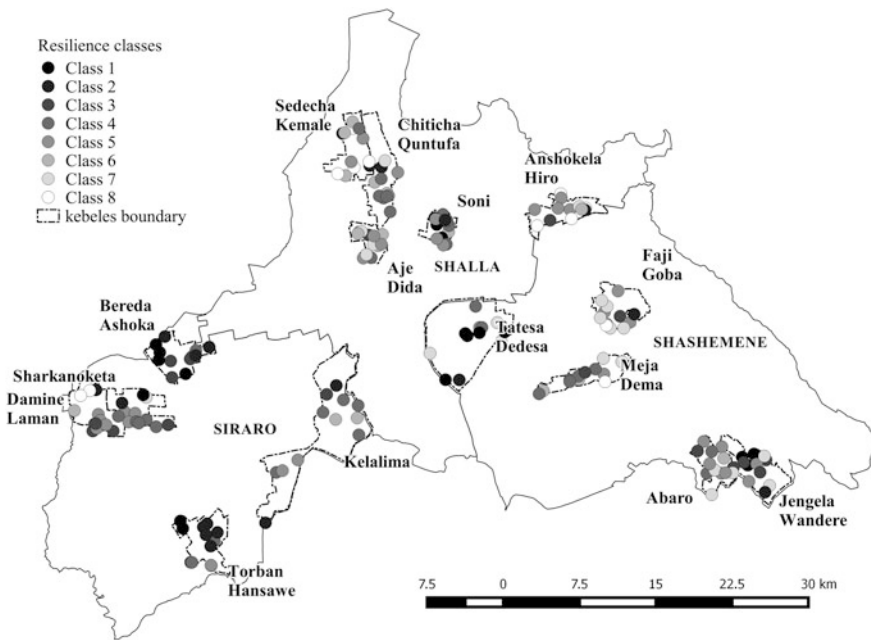 Resilience classes
Class 1
Class 2
Class 3
Class 4
Class 5
Class 6
Class 7
Class 8
kebeles boundary
Sedecha
Kemale
Chiticha
Quntufa
Anshokela
Hiro
Soni
SHALLA
Aje
Dida
Faji
Goba
Bereda
Ashoka
Tatesa
Dedesa
SHASHEMENE
Meja
Dema
Sharkanoketa
Damine
Laman
SIRARO
Kelalima
Abaro
Jengela
Wandere
Torban
Hansawe
7.5 0 7.5 15 22.5 30 km